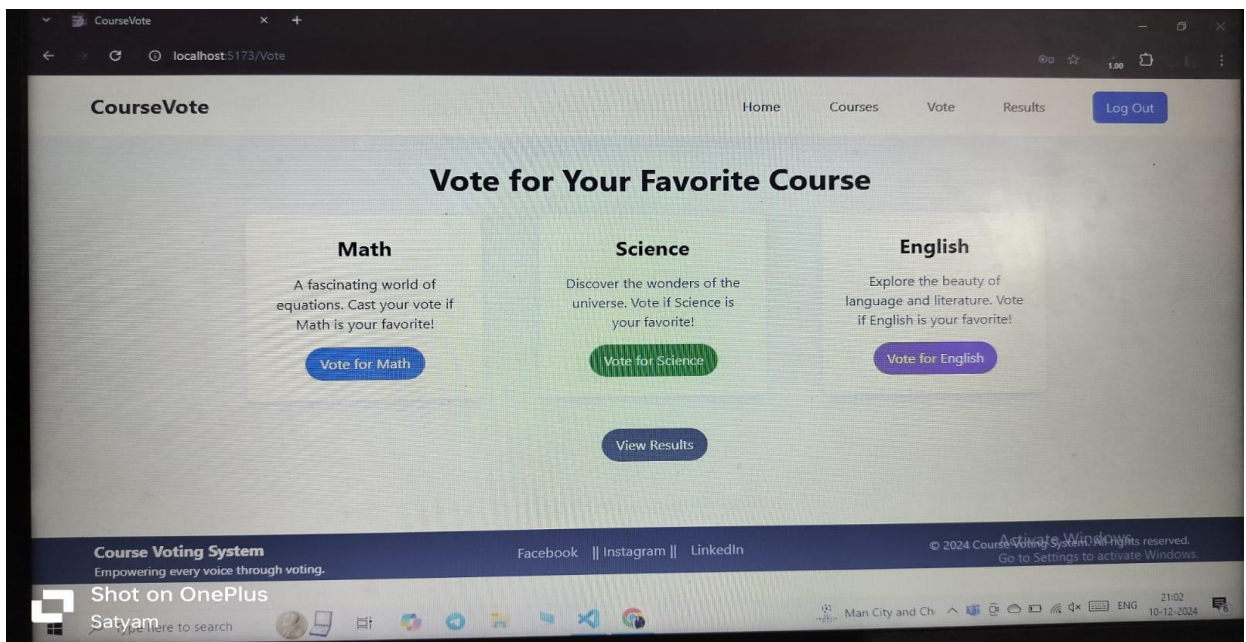 CourseVote
localhost:5173/Vote
1.00
CourseVote Home Courses Vote Results Log Out
Vote for Your Favorite Course
Math
A fascinating world of
equations. Cast your vote if
Math is your favorite!
Vote for Math
Science
Discover the wonders of the
universe. Vote if Science is
your favorite!
Vote for Science
English
Explore the beauty of
language and literature. Vote
if English is your favorite!
Vote for English
View Results
Course Voting System
Empowering every voice through voting.
Facebook || Instagram || LinkedIn
© 2024 Course Voting System. All rights reserved.
Activate Windows
Go to Settings to activate Windows.
Shot on OnePlus
Satyam
Type here to search
Man City and Ch
ENG
21:02
10-12-2024
6